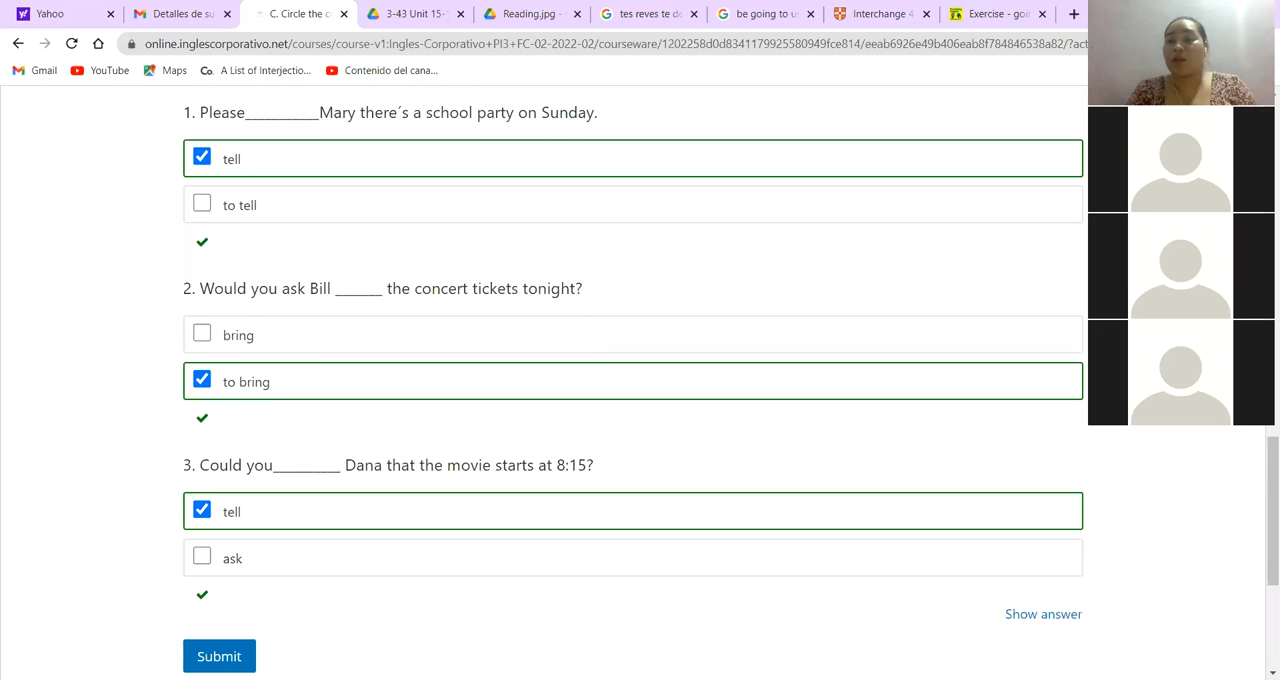 Yahoo
Detalles de su
C. Circle the c
3-43 Unit 15-
Reading.jpg -
tes reves te de
be going to u
Interchange 4
Exercise - goi
online.inglescorporativo.net/courses/course-v1:Ingles-Corporativo+PI3+FC-02-2022-02/courseware/1202258d0d8341179925580949fce814/eeab6926e49b406eab8f784846538a82/?act
Gmail
YouTube
Maps
Co. A List of Interjectio...
Contenido del cana...
1. Please___________Mary there´s a school party on Sunday.
tell
to tell
2. Would you ask Bill _______ the concert tickets tonight?
bring
to bring
3. Could you__________ Dana that the movie starts at 8:15?
tell
ask
Show answer
Submit